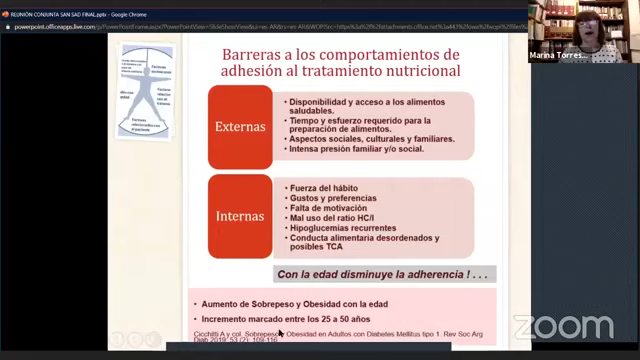 REUNIÓN CONJUNTA SAN SAD FINAL.pptx - Google Chrome
Marina Torres...
Barreras a los comportamientos de
adhesión al tratamiento nutricional
Externas
• Disponibilidad y acceso a los alimentos
saludables.
• Tiempo y esfuerzo requerido para la
preparación de alimentos.
• Aspectos sociales, culturales y familiares.
• Intensa presión familiar y/o social.
Internas
• Fuerza del hábito
• Gustos y preferencias
• Falta de motivación
• Mal uso del ratio HC/I
• Hipoglucemias recurrentes
• Conducta alimentaria desordenados y
posibles TCA
Con la edad disminuye la adherencia ! . . .
• Aumento de Sobrepeso y Obesidad con la edad
• Incremento marcado entre los 25 a 50 años
Cicchitti A y col. Sobrepeso y Obesidad en Adultos con Diabetes Mellitus tipo 1. Rev Soc Arg
Diab 2019: 53 (2): 109-116
zoom